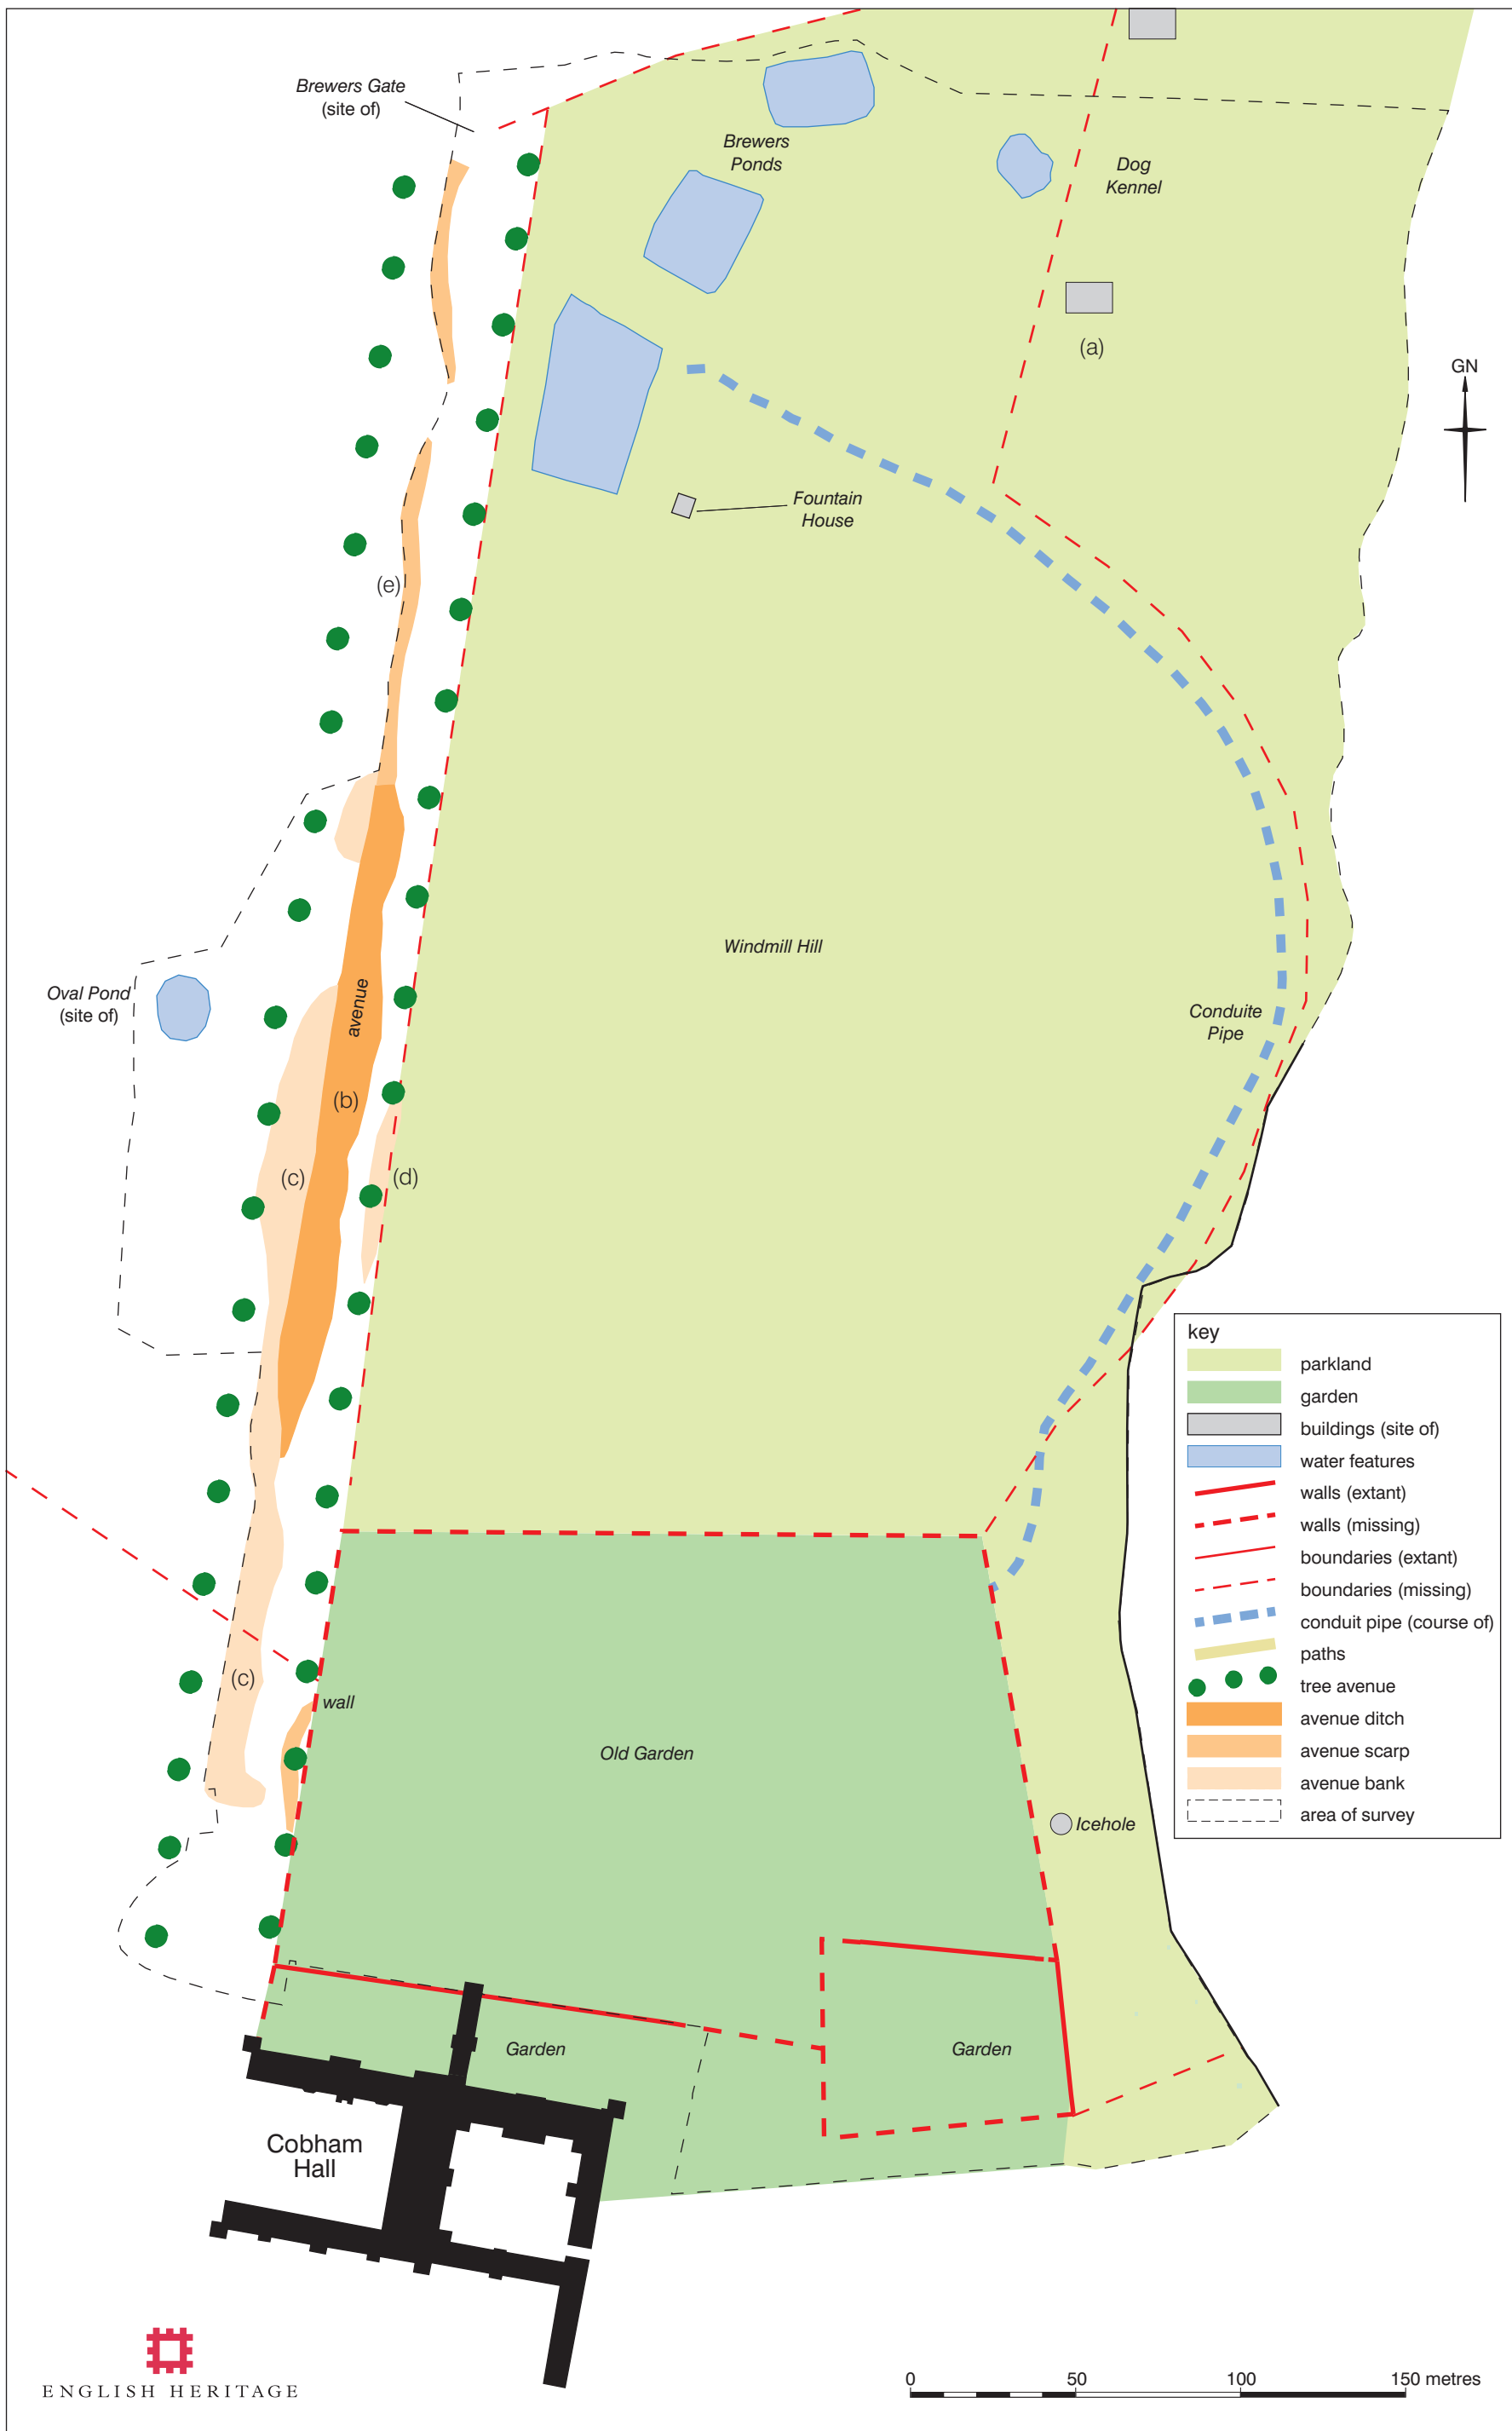 Brewers Gate
(site of)
Brewers
Ponds
Dog
Kennel
(a)
GN
Fountain
House
(e)
Windmill Hill
Oval Pond
(site of)
avenue
Conduite
Pipe
(b)
(c)
(d)
key
parkland
garden
buildings (site of)
water features
walls (extant)
walls (missing)
boundaries (extant)
boundaries (missing)
conduit pipe (course of)
paths
tree avenue
avenue ditch
avenue scarp
avenue bank
area of survey
(c)
wall
Old Garden
Icehole
Garden
Garden
Cobham
Hall
ENGLISH HERITAGE
0 50 100 150 metres